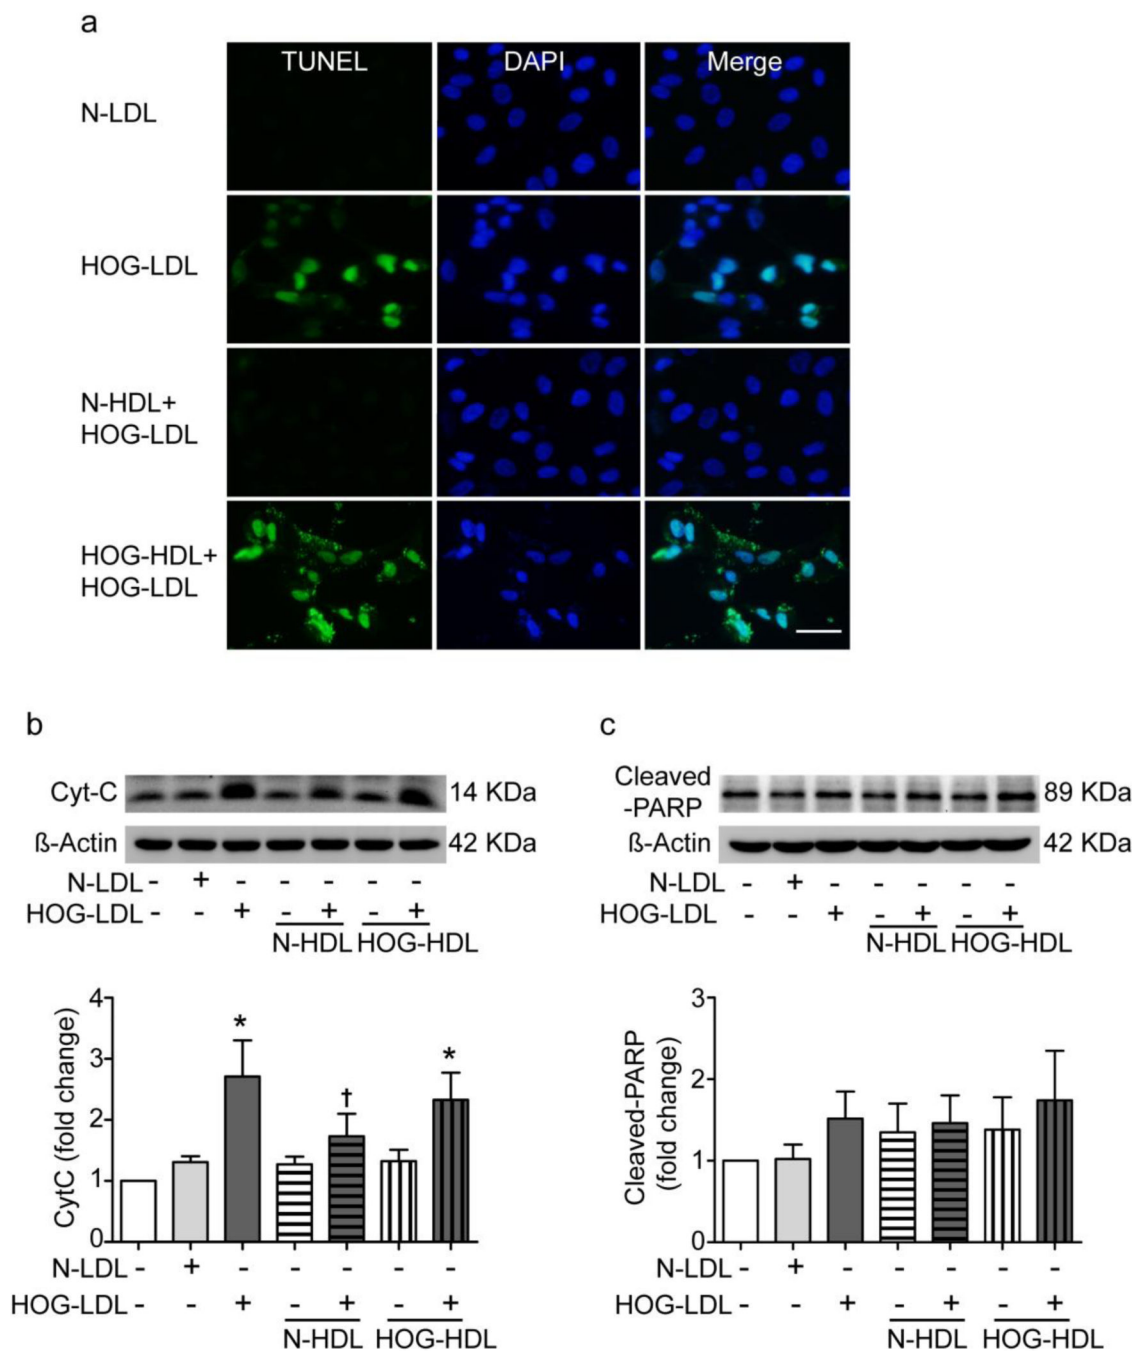 a
TUNEL DAPI Merge
N-LDL
HOG-LDL
N-HDL+
HOG-LDL
HOG-HDL+
HOG-LDL
b
Cyt-C 14 KDa
ß-Actin 42 KDa
N-LDL - + - - - - -
HOG-LDL - - + - + - +
N-HDL HOG-HDL
CytC (fold change)
4
3
2
1
0
* † *
N-LDL - + - - - - -
HOG-LDL - - + - + - +
N-HDL HOG-HDL
c
Cleaved
-PARP 89 KDa
ß-Actin 42 KDa
N-LDL - + - - - - -
HOG-LDL - - + - + - +
N-HDL HOG-HDL
Cleaved-PARP
(fold change)
3
2
1
0
N-LDL - + - - - - -
HOG-LDL - - + - + - +
N-HDL HOG-HDL